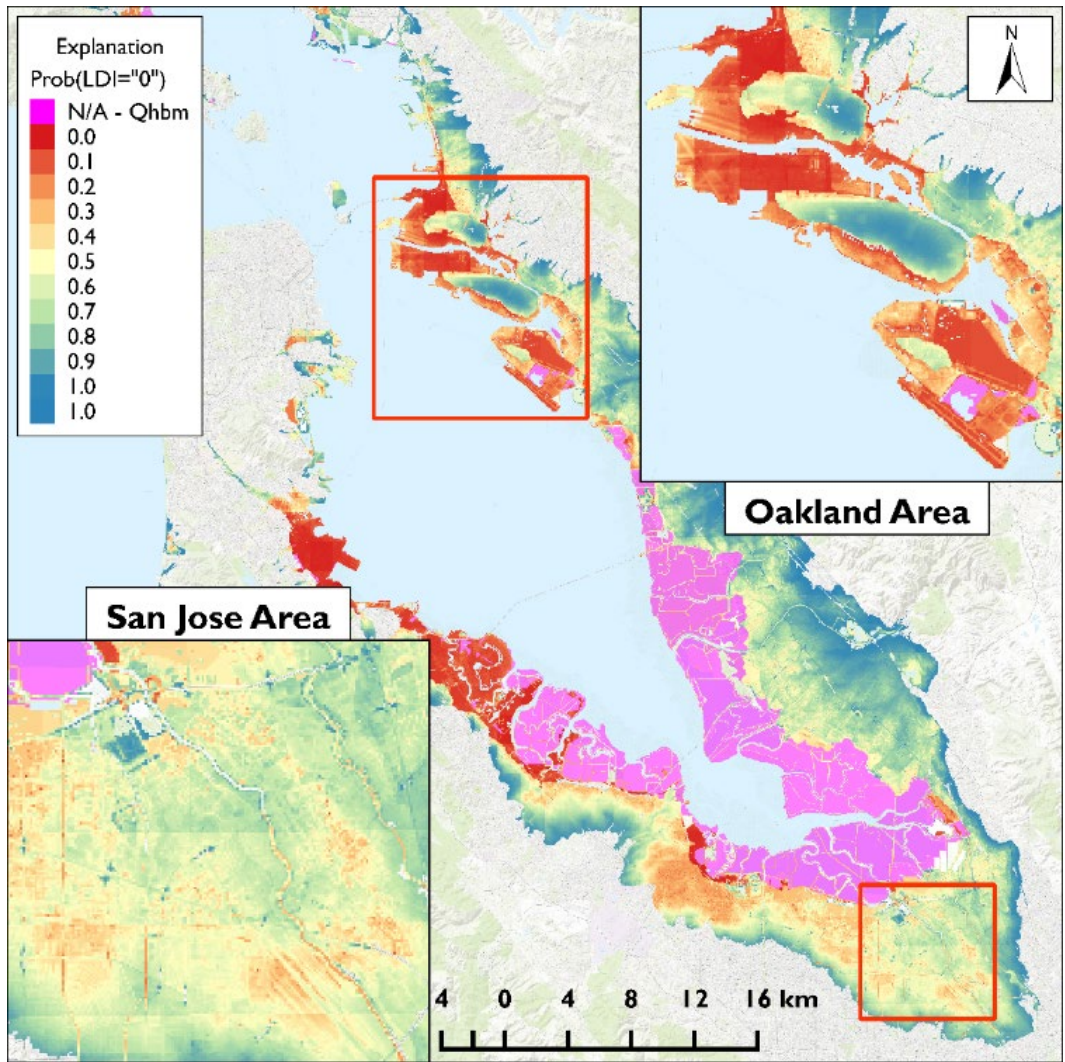 Explanation
Prob(LDI="0")
N/A - Qhbm
0.0
0.1
0.2
0.3
0.4
0.5
0.6
0.7
0.8
0.9
1.0
1.0
N
Oakland Area
San Jose Area
4 0 4 8 12 16 km